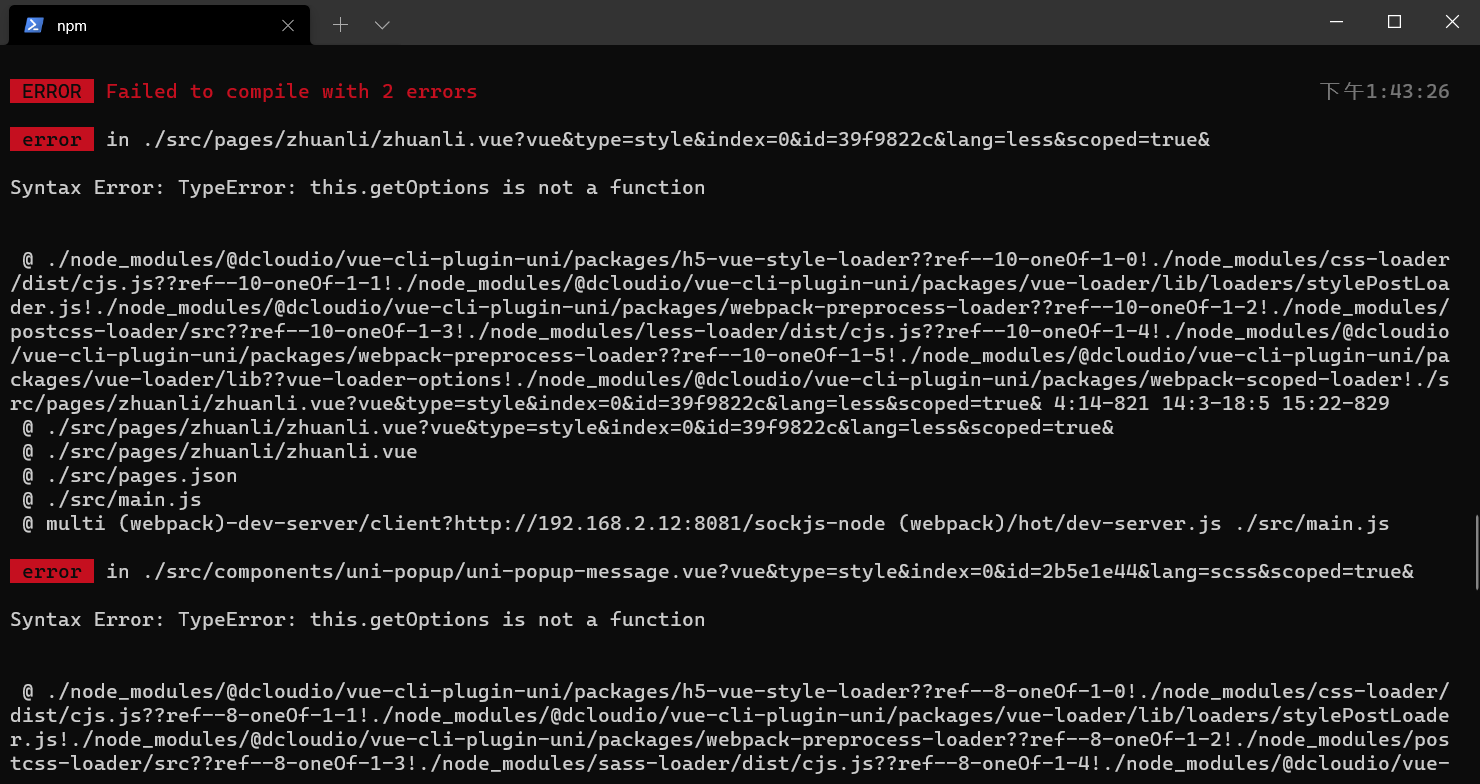 npm
ERROR Failed to compile with 2 errors 下午1:43:26
error in ./src/pages/zhuanli/zhuanli.vue?vue&type=style&index=0&id=39f9822c&lang=less&scoped=true&
Syntax Error: TypeError: this.getOptions is not a function
@ ./node_modules/@dcloudio/vue-cli-plugin-uni/packages/h5-vue-style-loader??ref--10-oneOf-1-0!./node_modules/css-loader
/dist/cjs.js??ref--10-oneOf-1-1!./node_modules/@dcloudio/vue-cli-plugin-uni/packages/vue-loader/lib/loaders/stylePostLoa
der.js!./node_modules/@dcloudio/vue-cli-plugin-uni/packages/webpack-preprocess-loader??ref--10-oneOf-1-2!./node_modules/
postcss-loader/src??ref--10-oneOf-1-3!./node_modules/less-loader/dist/cjs.js??ref--10-oneOf-1-4!./node_modules/@dcloudio
/vue-cli-plugin-uni/packages/webpack-preprocess-loader??ref--10-oneOf-1-5!./node_modules/@dcloudio/vue-cli-plugin-uni/pa
ckages/vue-loader/lib??vue-loader-options!./node_modules/@dcloudio/vue-cli-plugin-uni/packages/webpack-scoped-loader!./s
rc/pages/zhuanli/zhuanli.vue?vue&type=style&index=0&id=39f9822c&lang=less&scoped=true& 4:14-821 14:3-18:5 15:22-829
@ ./src/pages/zhuanli/zhuanli.vue?vue&type=style&index=0&id=39f9822c&lang=less&scoped=true&
@ ./src/pages/zhuanli/zhuanli.vue
@ ./src/pages.json
@ ./src/main.js
@ multi (webpack)-dev-server/client?http://192.168.2.12:8081/sockjs-node (webpack)/hot/dev-server.js ./src/main.js
error in ./src/components/uni-popup/uni-popup-message.vue?vue&type=style&index=0&id=2b5e1e44&lang=scss&scoped=true&
Syntax Error: TypeError: this.getOptions is not a function
@ ./node_modules/@dcloudio/vue-cli-plugin-uni/packages/h5-vue-style-loader??ref--8-oneOf-1-0!./node_modules/css-loader/
dist/cjs.js??ref--8-oneOf-1-1!./node_modules/@dcloudio/vue-cli-plugin-uni/packages/vue-loader/lib/loaders/stylePostLoade
r.js!./node_modules/@dcloudio/vue-cli-plugin-uni/packages/webpack-preprocess-loader??ref--8-oneOf-1-2!./node_modules/pos
tcss-loader/src??ref--8-oneOf-1-3!./node_modules/sass-loader/dist/cjs.js??ref--8-oneOf-1-4!./node_modules/@dcloudio/vue-